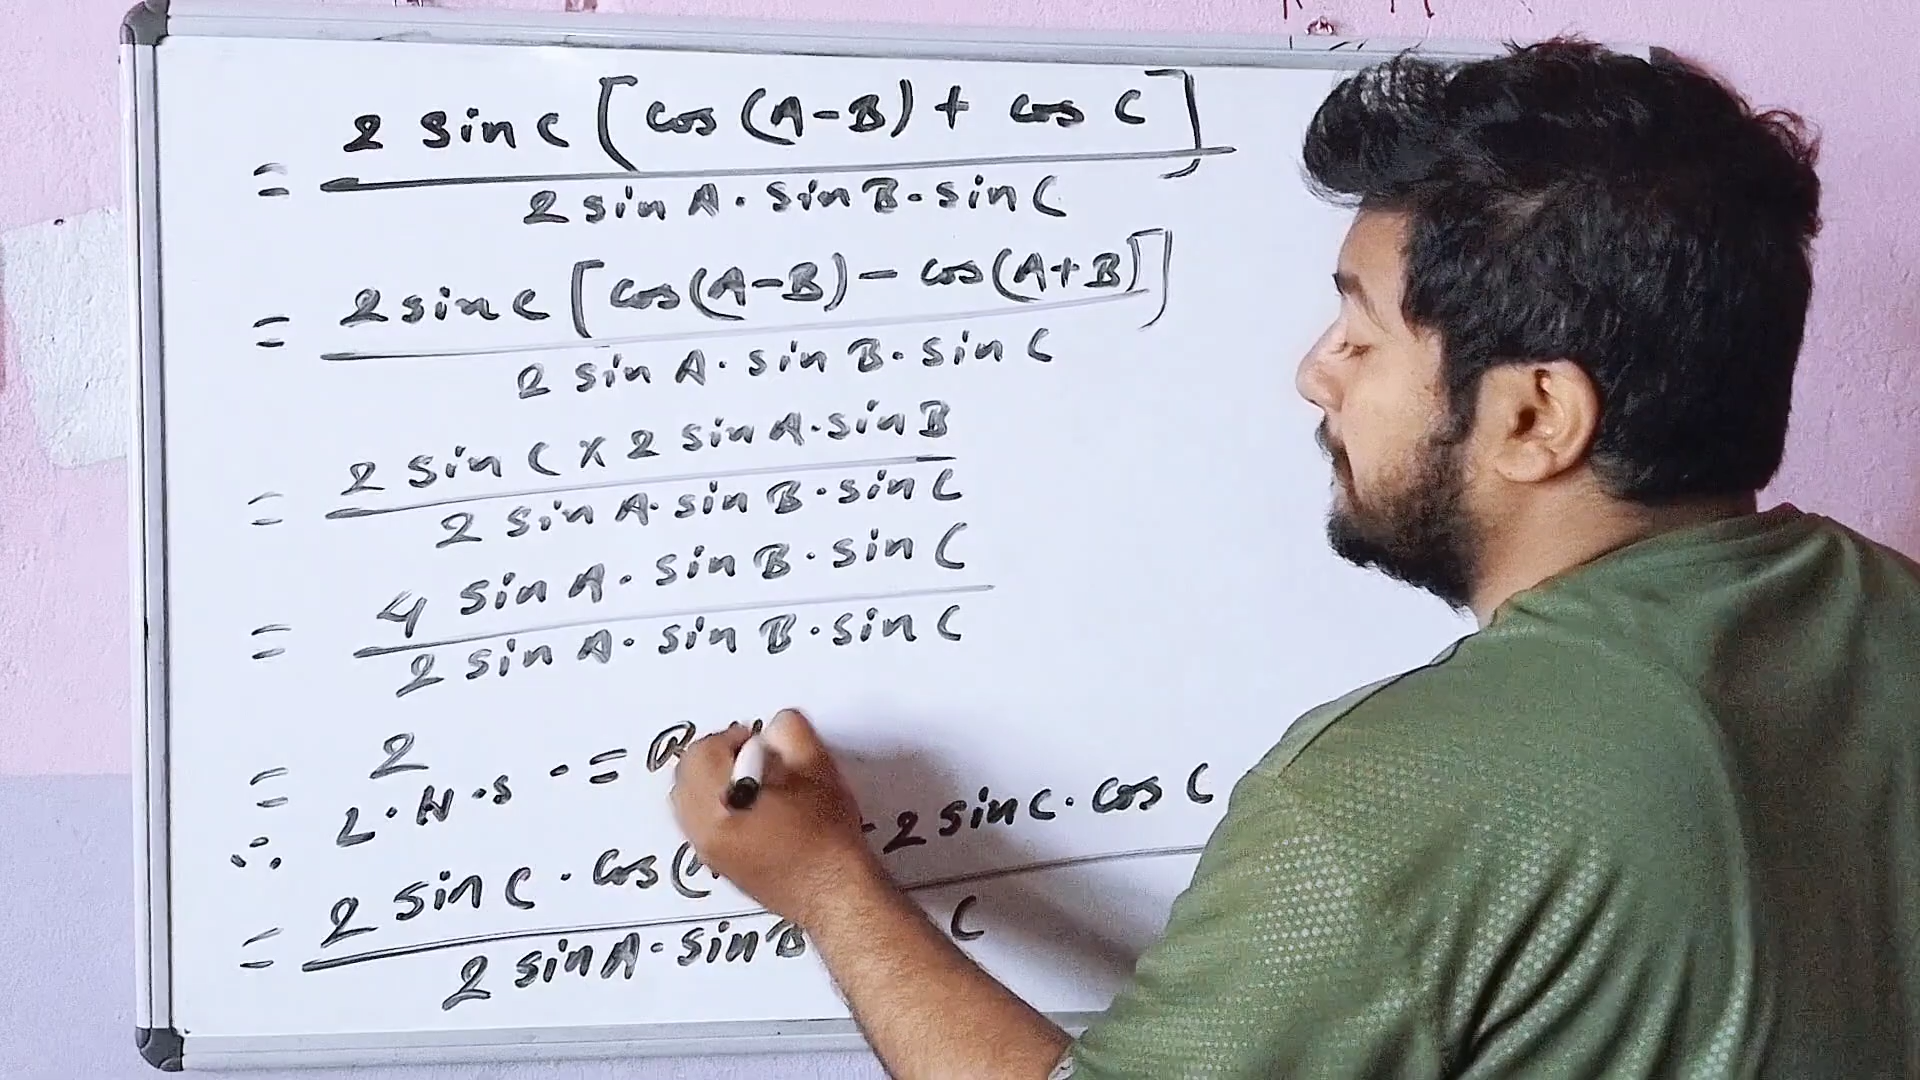 = 2 sin C [cos (A-B) + cos C] / 2 sin A · sin B · sin C
= 2 sin C [cos (A-B) - cos (A+B)] / 2 sin A · sin B · sin C
= 2 sin C x 2 sin A · sin B / 2 sin A · sin B · sin C
= 4 sin A · sin B · sin C / 2 sin A · sin B · sin C
= 2
∴ L·H·S · = R
= 2 sin C · cos ( 2 sin C · cos C / 2 sin A · sin B C